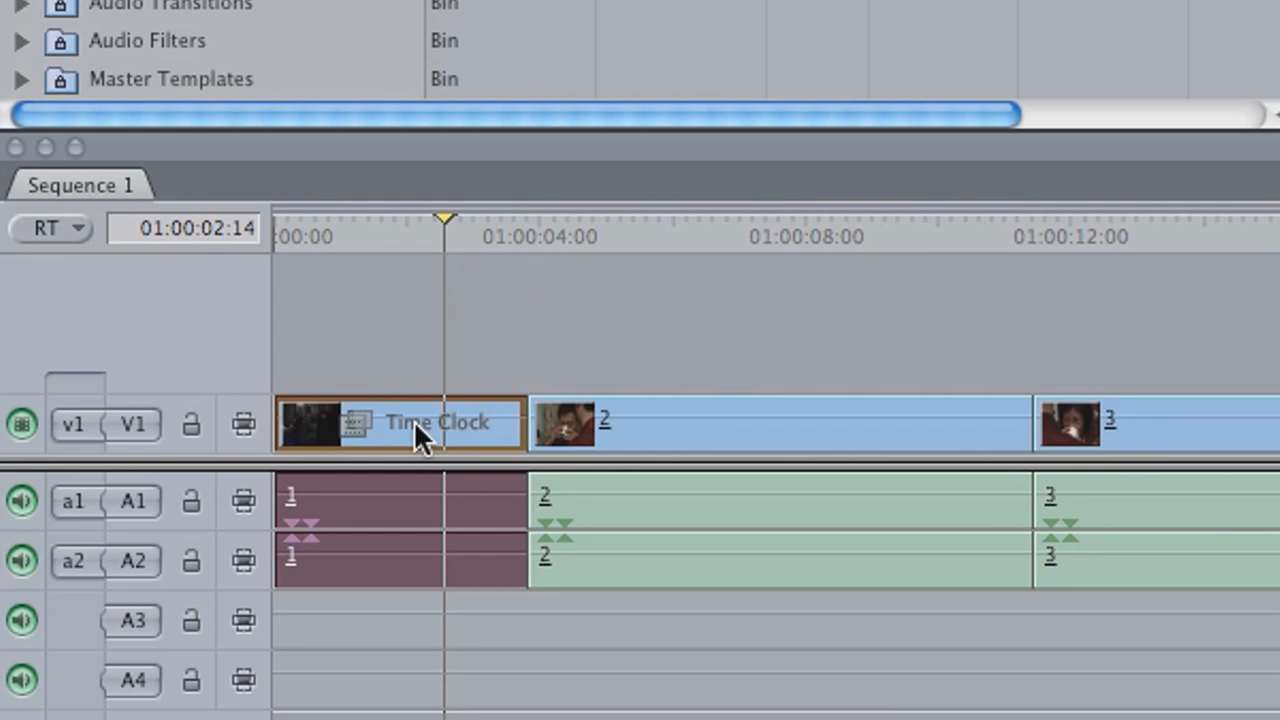 Audio Transitions Bin
Audio Filters Bin
Master Templates Bin
Sequence 1
RT 01:00:02:14 :00:00 01:00:04:00 01:00:08:00 01:00:12:00
v1 V1 Time Clock 2 3
a1 A1 1 2 3
a2 A2 1 2 3
A3
A4